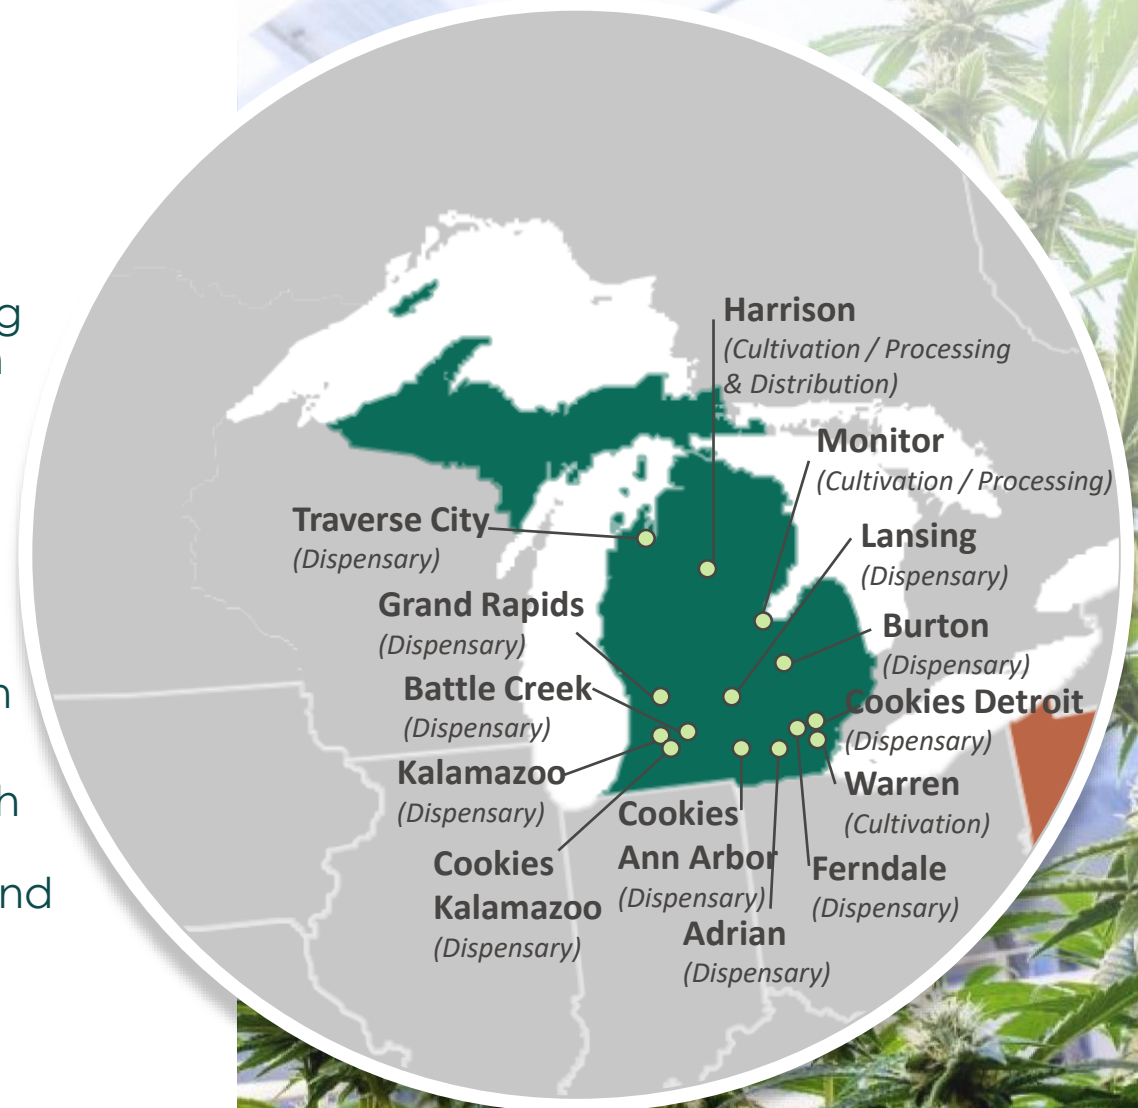 g
n
n
h
nd
Harrison
(Cultivation / Processing
& Distribution)
Monitor
(Cultivation / Processing)
Traverse City
(Dispensary)
Lansing
(Dispensary)
Grand Rapids
(Dispensary)
Burton
(Dispensary)
Battle Creek
(Dispensary)
Cookies Detroit
(Dispensary)
Kalamazoo
(Dispensary)
Warren
(Cultivation)
Cookies
Ann Arbor
(Dispensary)
Cookies
Kalamazoo
(Dispensary)
Ferndale
(Dispensary)
Adrian
(Dispensary)